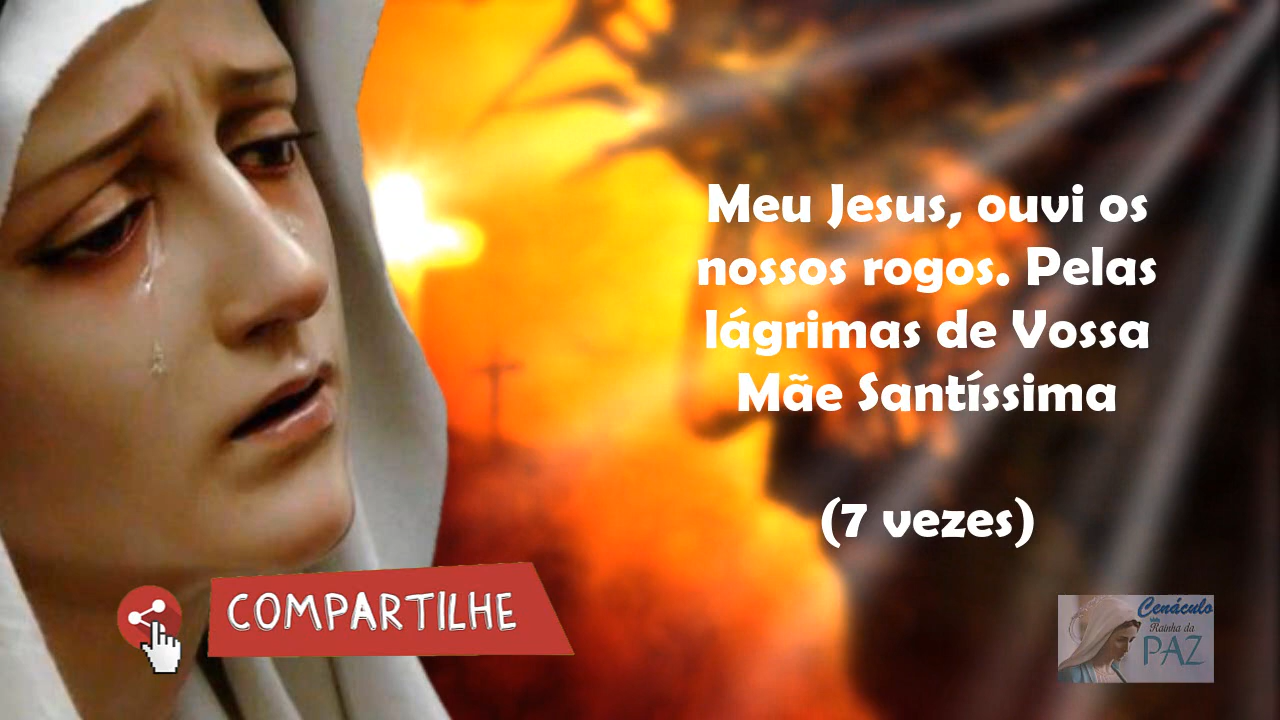 Meu Jesus, ouvi os
nossos rogos. Pelas
lágrimas de Vossa
Mãe Santíssima
(7 vezes)
COMPARTILHE
Cenáculo
Rainha da
PAZ